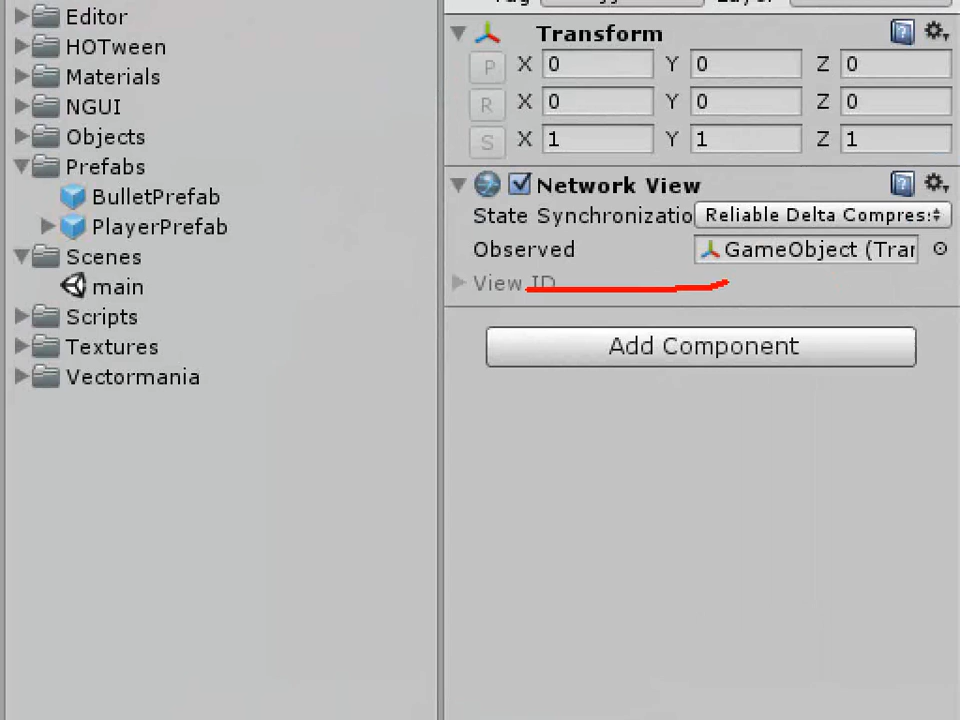 Editor
HOTween
Materials
NGUI
Objects
Prefabs
BulletPrefab
PlayerPrefab
Scenes
main
Scripts
Textures
Vectormania
Transform
P X 0 Y 0 Z 0
R X 0 Y 0 Z 0
S X 1 Y 1 Z 1
Network View
State Synchronizatio Reliable Delta Compres
Observed GameObject (Tra
View ID
Add Component